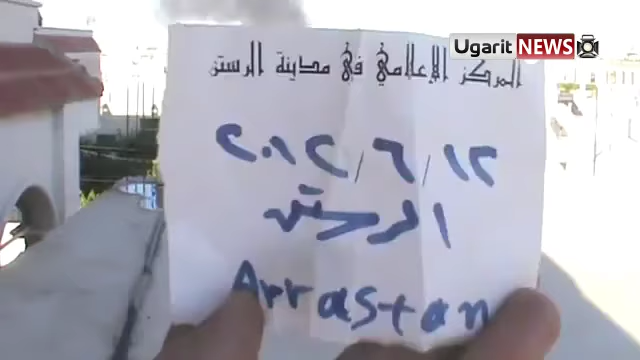 Ugarit NEWS
المركز الإعلامي في مدينة الرستن
٢٠١٢/٦/١٢
الرستن
Arrastan